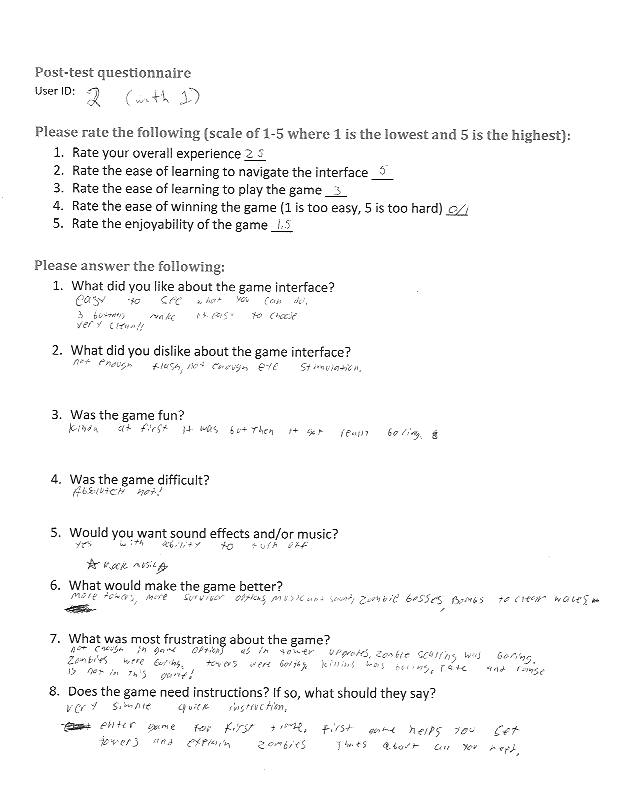 Post-test questionnaire
User ID: 2 (with 1)
Please rate the following (scale of 1-5 where 1 is the lowest and 5 is the highest):
1. Rate your overall experience 2.5
2. Rate the ease of learning to navigate the interface 5
3. Rate the ease of learning to play the game 3
4. Rate the ease of winning the game (1 is too easy, 5 is too hard) 0/1
5. Rate the enjoyability of the game 1.5
Please answer the following:
1. What did you like about the game interface?
easy to see what you can do,
3 buttons make it easy to choose
very clean!!
2. What did you dislike about the game interface?
not enough flash, not enough eye stimulation.
3. Was the game fun?
kinda at first it was but then it got really boring.
4. Was the game difficult?
Absolutely not!
5. Would you want sound effects and/or music?
yes with ability to turn off
☆ Rock music ☆
6. What would make the game better?
more towers, more survivor options, music and sound, Zombie bosses, Bombs to clear waves
7. What was most frustrating about the game?
not enough in game options as in tower upgrades, zombie scaling was boring.
Zombies were boring, towers were boring, killing was boring, rate and range
is not in this game!
8. Does the game need instructions? If so, what should they say?
very simple quick instruction,
enter game for first time, first game helps you set
towers and explain zombies thats about all you need,